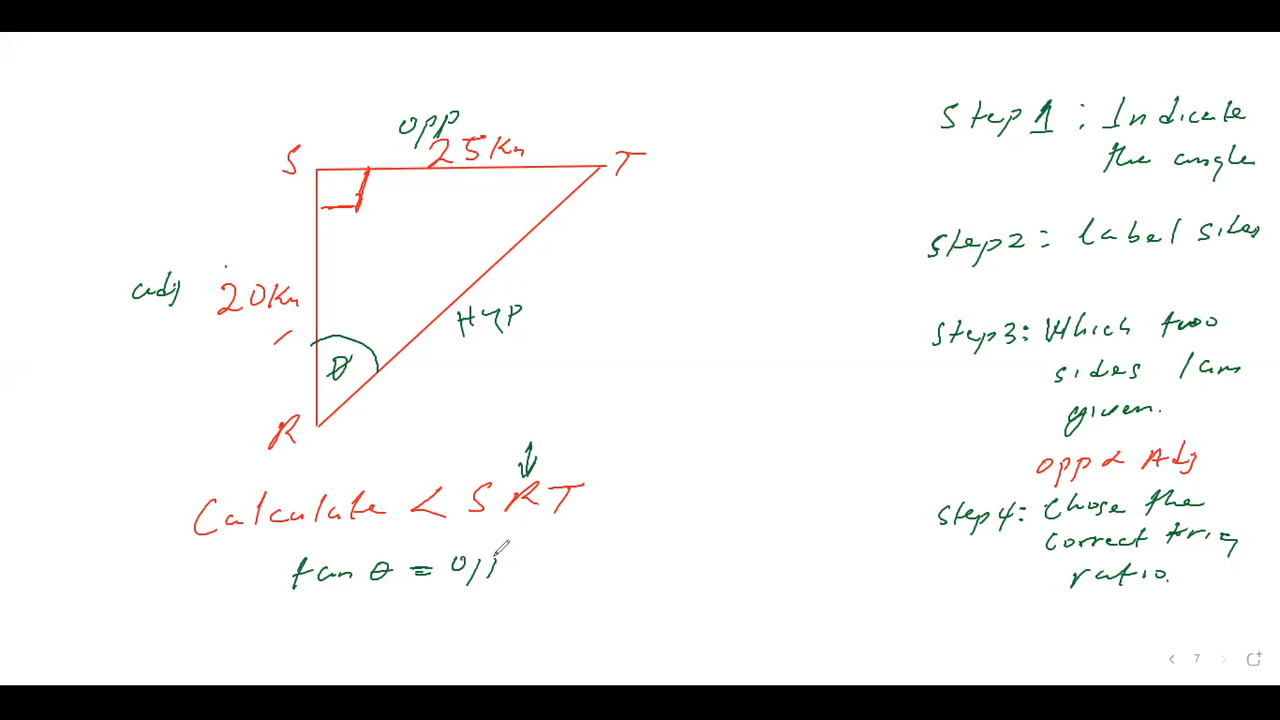 opp
25Km
S
T
adj
20Km
Hyp
θ
R
Calculate < SRT
tan θ = opp
Step 1 : Indicate
the angle
Step 2 : label sides
Step 3 : Which two
sides I am
given.
opp & Adj
Step 4 : Chose the
correct trig
ratio.
7